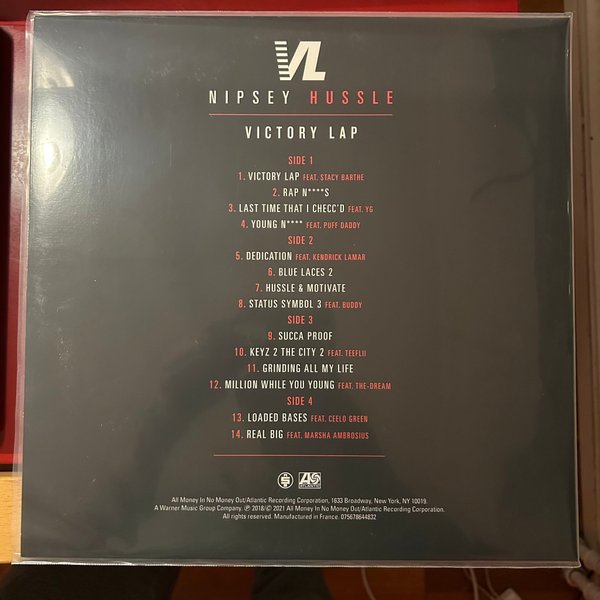 VL
NIPSEY HUSSLE
VICTORY LAP
SIDE 1
1. VICTORY LAP FEAT. STACY BARTHE
2. RAP N****S
3. LAST TIME THAT I CHECC'D FEAT. YG
4. YOUNG N**** FEAT. PUFF DADDY
SIDE 2
5. DEDICATION FEAT. KENDRICK LAMAR
6. BLUE LACES 2
7. HUSSLE & MOTIVATE
8. STATUS SYMBOL 3 FEAT. BUDDY
SIDE 3
9. SUCCA PROOF
10. KEYZ 2 THE CITY 2 FEAT. TEEFLII
11. GRINDING ALL MY LIFE
12. MILLION WHILE YOU YOUNG FEAT. THE-DREAM
SIDE 4
13. LOADED BASES FEAT. CEELO GREEN
14. REAL BIG FEAT. MARSHA AMBROSIUS
ATLANTIC
All Money In No Money Out/Atlantic Recording Corporation, 1633 Broadway, New York, NY 10019.
A Warner Music Group Company. ℗ 2018/© 2021 All Money In No Money Out/Atlantic Recording Corporation.
All rights reserved. Manufactured in France. 075678644832